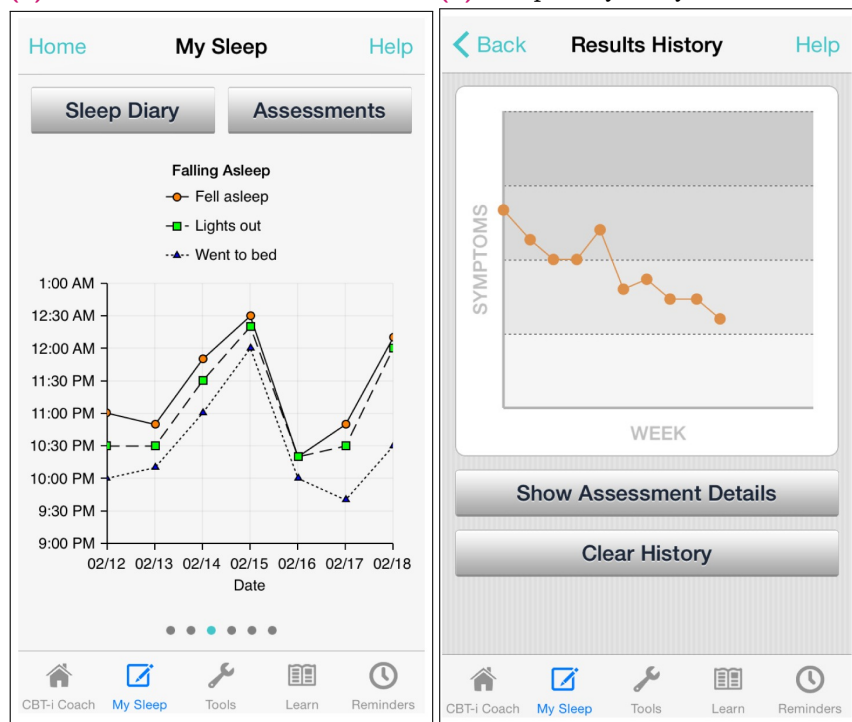 Home My Sleep Help
Sleep Diary Assessments
Falling Asleep
Fell asleep
Lights out
Went to bed
1:00 AM
12:30 AM
12:00 AM
11:30 PM
11:00 PM
10:30 PM
10:00 PM
9:30 PM
9:00 PM
02/12 02/13 02/14 02/15 02/16 02/17 02/18
Date
CBT-i Coach My Sleep Tools Learn Reminders
Back Results History Help
SYMPTOMS
WEEK
Show Assessment Details
Clear History
CBT-i Coach My Sleep Tools Learn Reminders